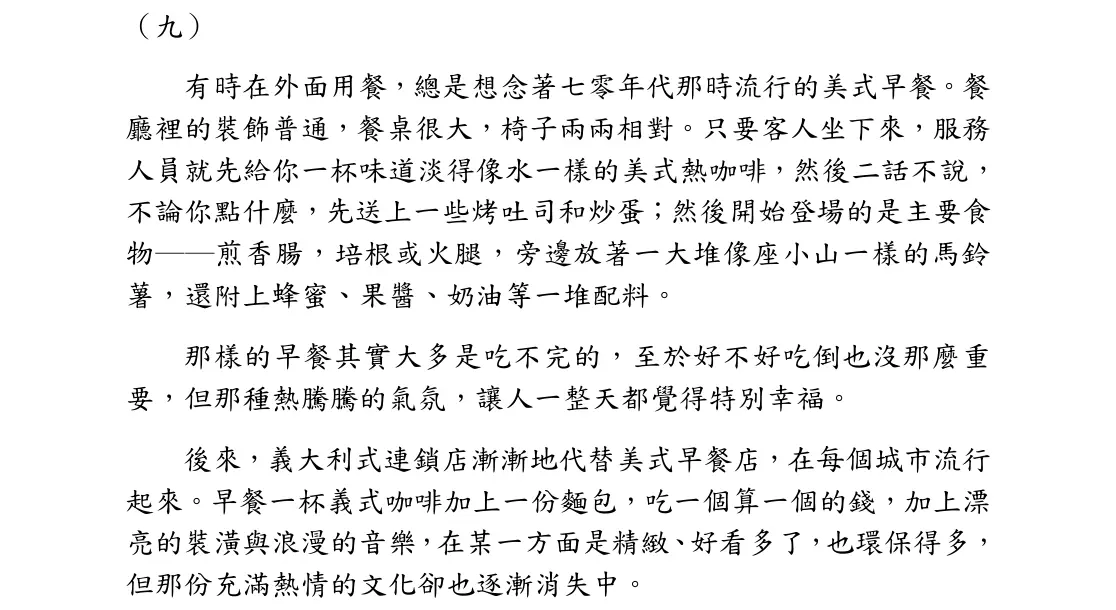 （九）
有時在外面用餐，總是想念著七零年代那時流行的美式早餐。餐
廳裡的裝飾普通，餐桌很大，椅子兩兩相對。只要客人坐下來，服務
人員就先給你一杯味道淡得像水一樣的美式熱咖啡，然後二話不說，
不論你點什麼，先送上一些烤吐司和炒蛋；然後開始登場的是主要食
物——煎香腸，培根或火腿，旁邊放著一大堆像座小山一樣的馬鈴
薯，還附上蜂蜜、果醬、奶油等一堆配料。
那樣的早餐其實大多是吃不完的，至於好不好吃倒也沒那麼重
要，但那種熱騰騰的氣氛，讓人一整天都覺得特別幸福。
後來，義大利式連鎖店漸漸地代替美式早餐店，在每個城市流行
起來。早餐一杯義式咖啡加上一份麵包，吃一個算一個的錢，加上漂
亮的裝潢與浪漫的音樂，在某一方面是精緻、好看多了，也環保得多，
但那份充滿熱情的文化卻也逐漸消失中。